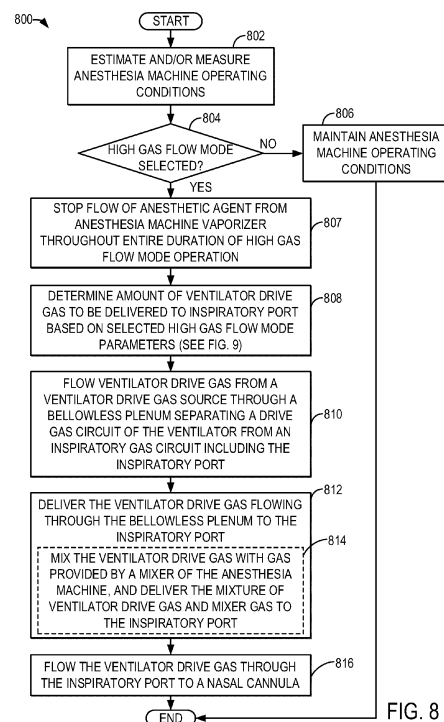 800
START
802
ESTIMATE AND/OR MEASURE
ANESTHESIA MACHINE OPERATING
CONDITIONS
804
HIGH GAS FLOW MODE
SELECTED?
NO
806
MAINTAIN ANESTHESIA
MACHINE OPERATING
CONDITIONS
YES
STOP FLOW OF ANESTHETIC AGENT FROM
ANESTHESIA MACHINE VAPORIZER
THROUGHOUT ENTIRE DURATION OF HIGH GAS
FLOW MODE OPERATION
807
DETERMINE AMOUNT OF VENTILATOR DRIVE
GAS TO BE DELIVERED TO INSPIRATORY PORT
BASED ON SELECTED HIGH GAS FLOW MODE
PARAMETERS (SEE FIG. 9)
808
FLOW VENTILATOR DRIVE GAS FROM A
VENTILATOR DRIVE GAS SOURCE THROUGH A
BELLOWLESS PLENUM SEPARATING A DRIVE
GAS CIRCUIT OF THE VENTILATOR FROM AN
INSPIRATORY GAS CIRCUIT INCLUDING THE
INSPIRATORY PORT
810
812
DELIVER THE VENTILATOR DRIVE GAS FLOWING
THROUGH THE BELLOWLESS PLENUM TO THE
INSPIRATORY PORT
814
MIX THE VENTILATOR DRIVE GAS WITH GAS
PROVIDED BY A MIXER OF THE ANESTHESIA
MACHINE, AND DELIVER THE MIXTURE OF
VENTILATOR DRIVE GAS AND MIXER GAS TO
THE INSPIRATORY PORT
FLOW THE VENTILATOR DRIVE GAS THROUGH
THE INSPIRATORY PORT TO A NASAL CANNULA
816
END
FIG. 8